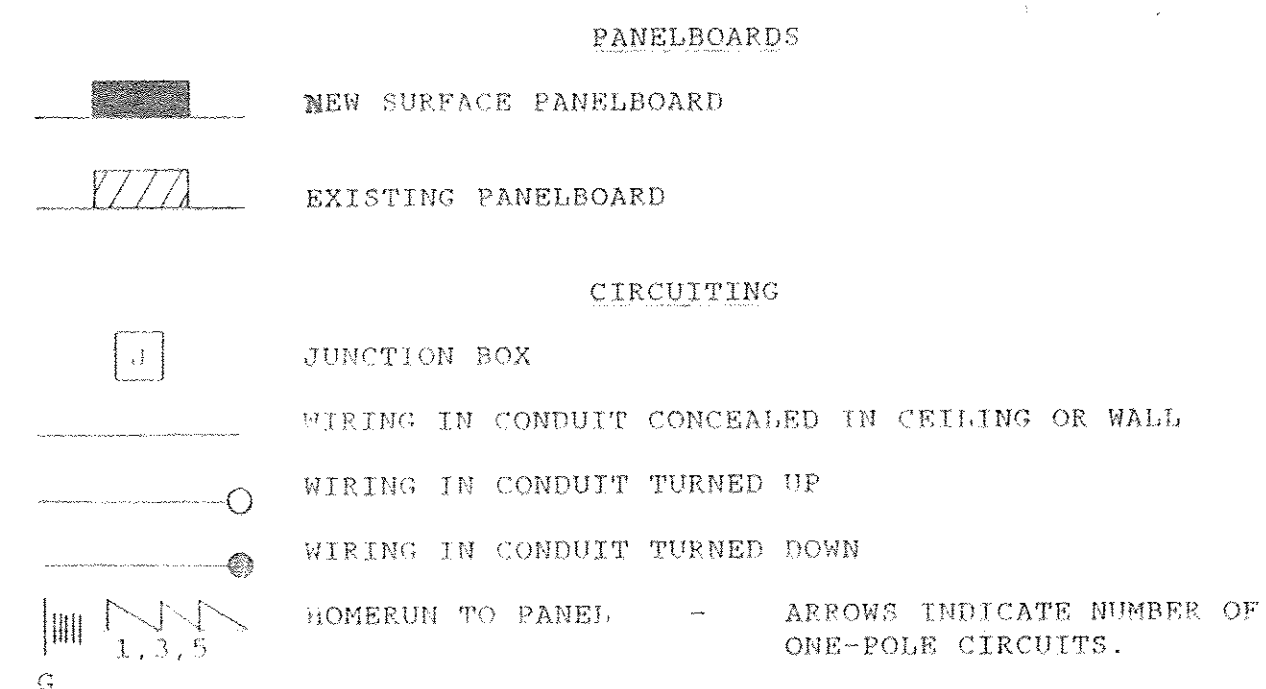 PANELBOARDS
NEW SURFACE PANELBOARD
EXISTING PANELBOARD
CIRCUITING
J JUNCTION BOX
WIRING IN CONDUIT CONCEALED IN CEILING OR WALL
WIRING IN CONDUIT TURNED UP
WIRING IN CONDUIT TURNED DOWN
HOMERUN TO PANEL - ARROWS INDICATE NUMBER OF
1,3,5 ONE-POLE CIRCUITS.
G